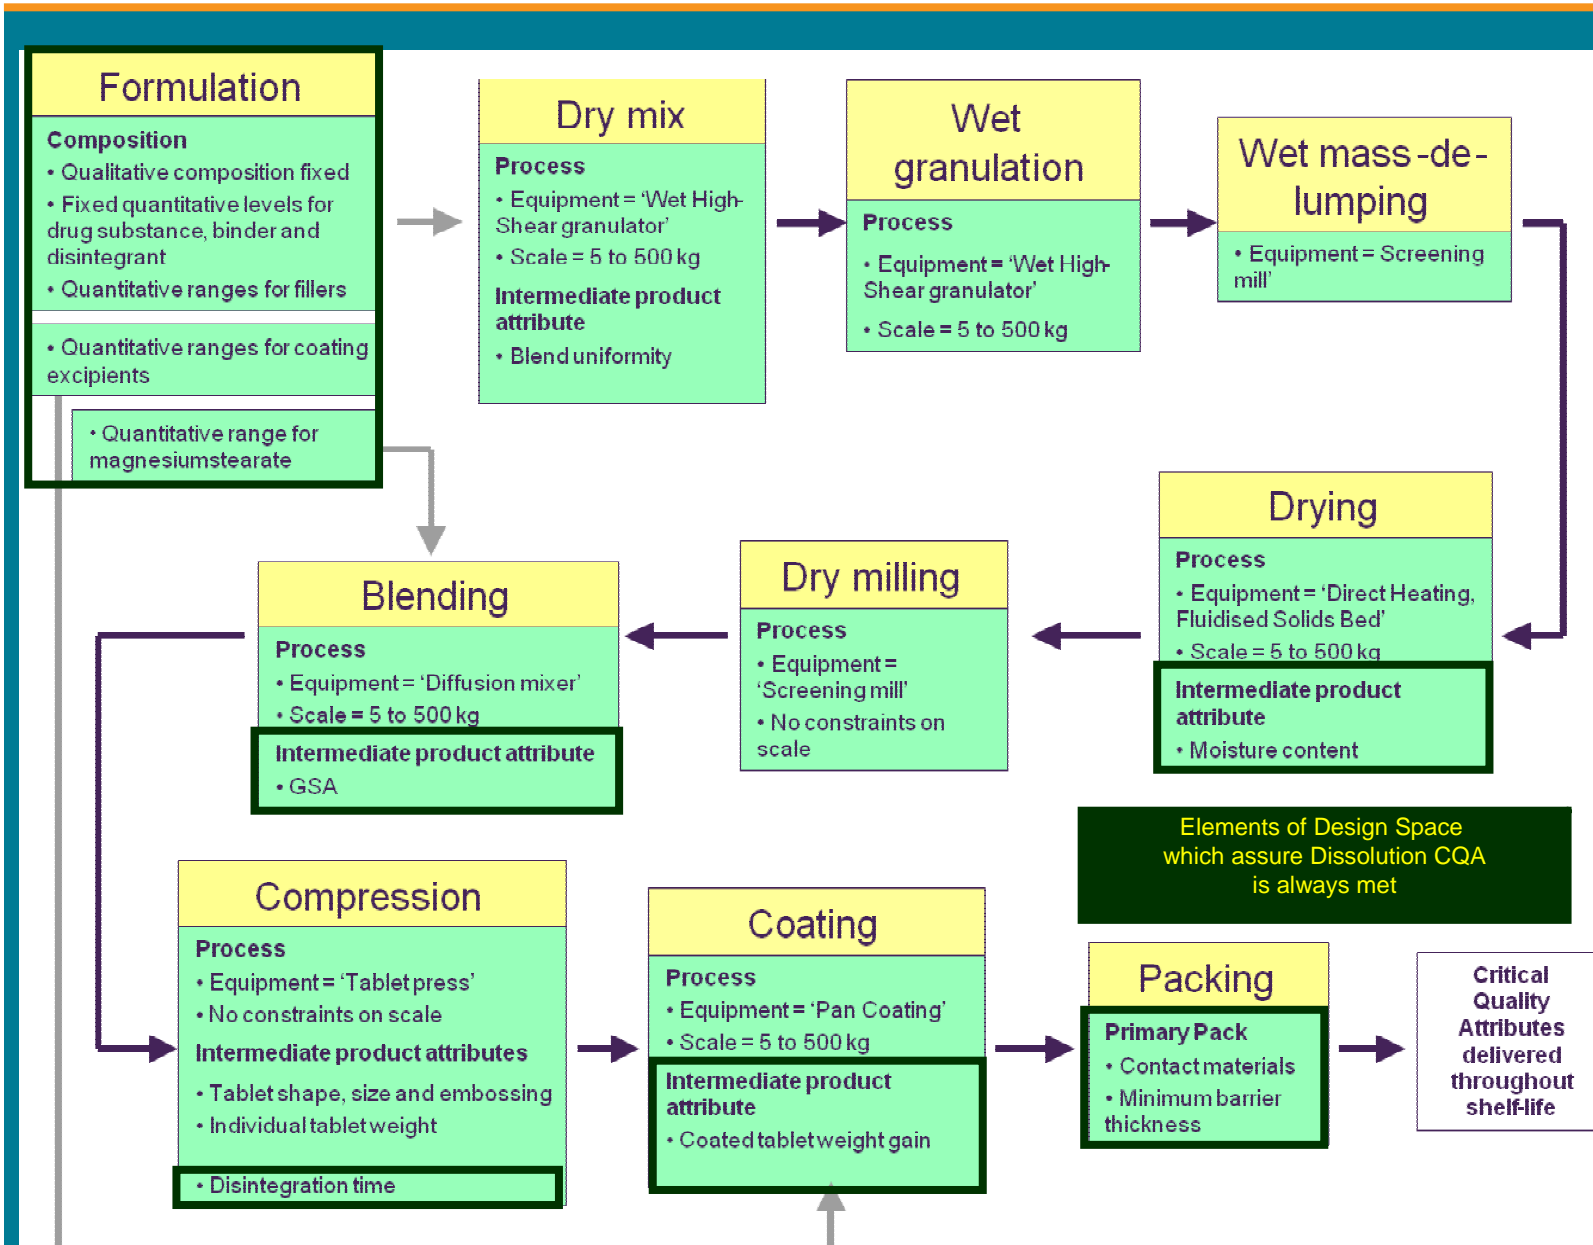 Formulation
Composition
• Qualitative composition fixed
• Fixed quantitative levels for
drug substance, binder and
disintegrant
• Quantitative ranges for fillers
• Quantitative ranges for coating
excipients
• Quantitative range for
magnesiumstearate
Dry mix
Process
• Equipment = ‘Wet High-
Shear granulator’
• Scale = 5 to 500 kg
Intermediate product
attribute
• Blend uniformity
Wet
granulation
Process
• Equipment = ‘Wet High-
Shear granulator’
• Scale = 5 to 500 kg
Wet mass-de-
lumping
• Equipment = Screening
mill’
Drying
Process
• Equipment = ‘Direct Heating,
Fluidised Solids Bed’
• Scale = 5 to 500 kg
Intermediate product
attribute
• Moisture content
Dry milling
Process
• Equipment =
‘Screening mill’
• No constraints on
scale
Blending
Process
• Equipment = ‘Diffusion mixer’
• Scale = 5 to 500 kg
Intermediate product attribute
• GSA
Elements of Design Space
which assure Dissolution CQA
is always met
Compression
Process
• Equipment = ‘Tablet press’
• No constraints on scale
Intermediate product attributes
• Tablet shape, size and embossing
• Individual tablet weight
• Disintegration time
Coating
Process
• Equipment = ‘Pan Coating’
• Scale = 5 to 500 kg
Intermediate product
attribute
• Coated tablet weight gain
Packing
Primary Pack
• Contact materials
• Minimum barrier
thickness
Critical
Quality
Attributes
delivered
throughout
shelf-life